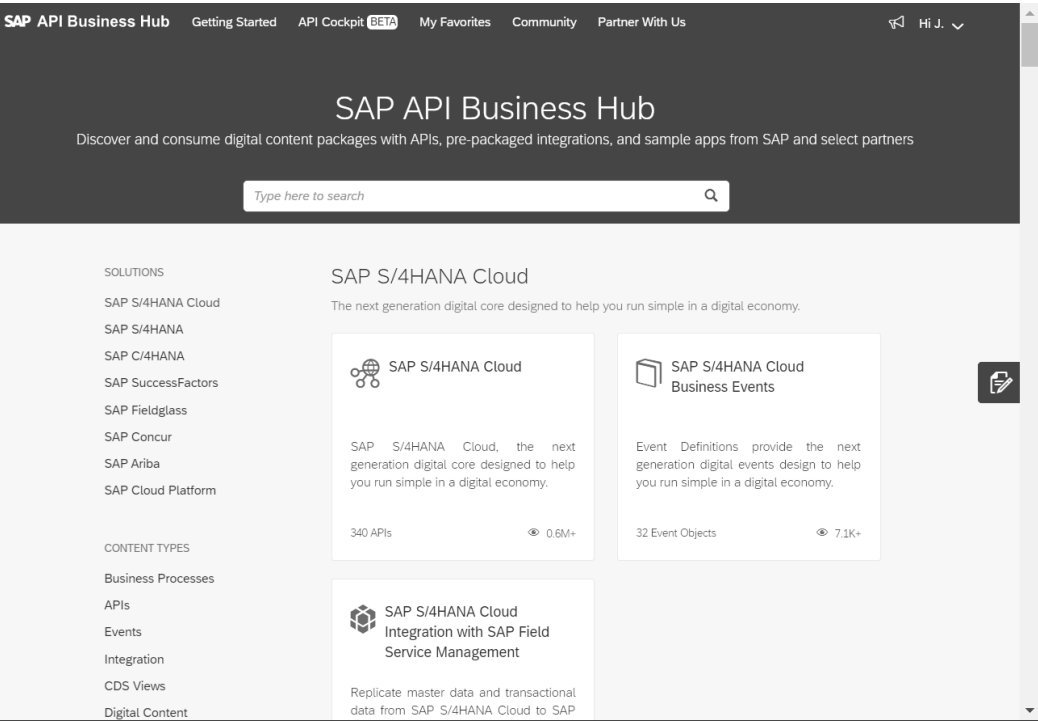 SAP API Business Hub Getting Started API Cockpit BETA My Favorites Community Partner With Us Hi J.
SAP API Business Hub
Discover and consume digital content packages with APIs, pre-packaged integrations, and sample apps from SAP and select partners
Type here to search
SOLUTIONS
SAP S/4HANA Cloud
SAP S/4HANA
SAP C/4HANA
SAP SuccessFactors
SAP Fieldglass
SAP Concur
SAP Ariba
SAP Cloud Platform
CONTENT TYPES
Business Processes
APIs
Events
Integration
CDS Views
Digital Content
SAP S/4HANA Cloud
The next generation digital core designed to help you run simple in a digital economy.
SAP S/4HANA Cloud
SAP S/4HANA Cloud, the next
generation digital core designed to help
you run simple in a digital economy.
340 APIs 0.6M+
SAP S/4HANA Cloud
Business Events
Event Definitions provide the next
generation digital events design to help
you run simple in a digital economy.
32 Event Objects 7.1K+
SAP S/4HANA Cloud
Integration with SAP Field
Service Management
Replicate master data and transactional
data from SAP S/4HANA Cloud to SAP